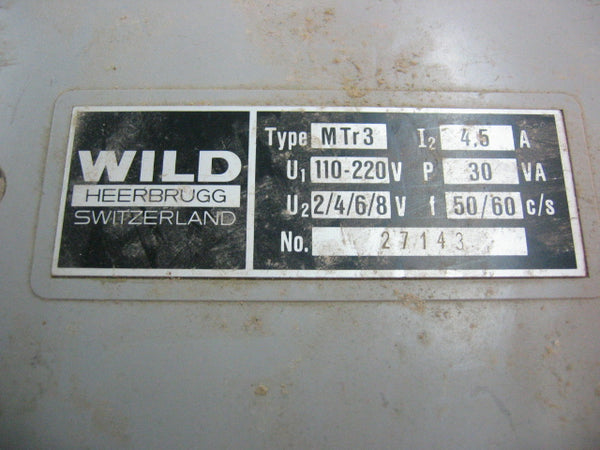 WILD
HEERBRUGG
SWITZERLAND
Type MTr3 I₂ 4,5 A
U₁ 110-220 V P 30 VA
U₂ 2/4/6/8 V f 50/60 c/s
No. 27143